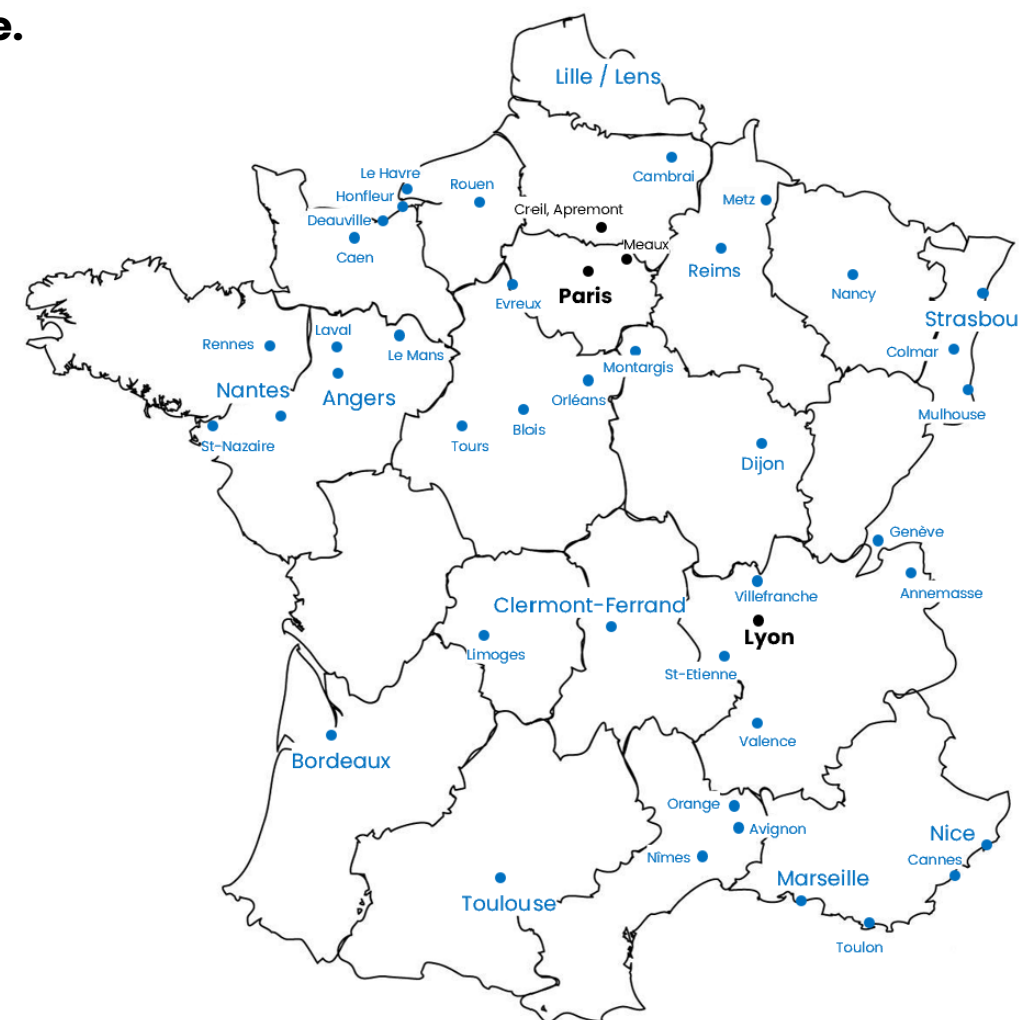 e.
Lille / Lens
Cambrai
Le Havre
Rouen
Honfleur
Metz
Creil, Apremont
Deauville
Meaux
Caen
Reims
Nancy
Paris
Evreux
Strasbou
Laval
Rennes
Le Mans
Colmar
Montargis
Nantes
Angers
Orléans
Mulhouse
Blois
St-Nazaire
Tours
Dijon
Genève
Annemasse
Villefranche
Clermont-Ferrand
Lyon
Limoges
St-Etienne
Valence
Bordeaux
Orange
Avignon
Nice
Nîmes
Cannes
Marseille
Toulouse
Toulon